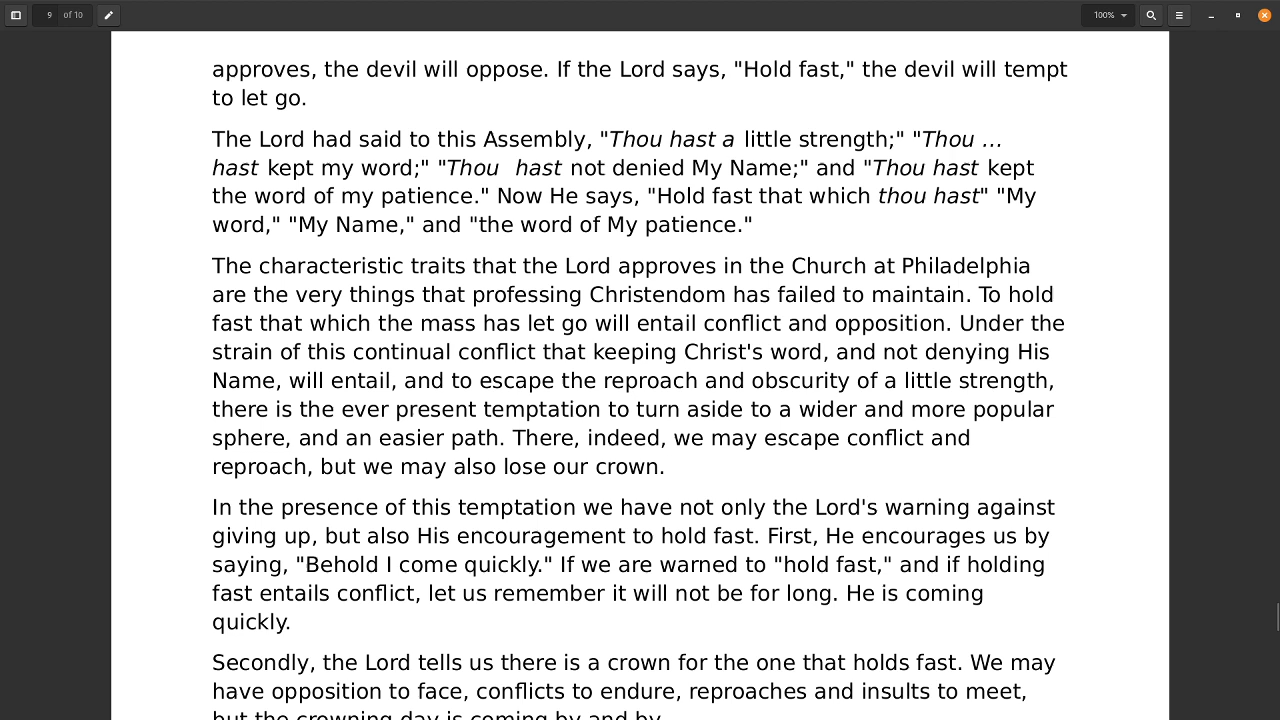 9 of 10
100%
approves, the devil will oppose. If the Lord says, "Hold fast," the devil will tempt
to let go.
The Lord had said to this Assembly, "Thou hast a little strength;" "Thou ...
hast kept my word;" "Thou hast not denied My Name;" and "Thou hast kept
the word of my patience." Now He says, "Hold fast that which thou hast" "My
word," "My Name," and "the word of My patience."
The characteristic traits that the Lord approves in the Church at Philadelphia
are the very things that professing Christendom has failed to maintain. To hold
fast that which the mass has let go will entail conflict and opposition. Under the
strain of this continual conflict that keeping Christ's word, and not denying His
Name, will entail, and to escape the reproach and obscurity of a little strength,
there is the ever present temptation to turn aside to a wider and more popular
sphere, and an easier path. There, indeed, we may escape conflict and
reproach, but we may also lose our crown.
In the presence of this temptation we have not only the Lord's warning against
giving up, but also His encouragement to hold fast. First, He encourages us by
saying, "Behold I come quickly." If we are warned to "hold fast," and if holding
fast entails conflict, let us remember it will not be for long. He is coming
quickly.
Secondly, the Lord tells us there is a crown for the one that holds fast. We may
have opposition to face, conflicts to endure, reproaches and insults to meet,
but the crowning day is coming by and by.